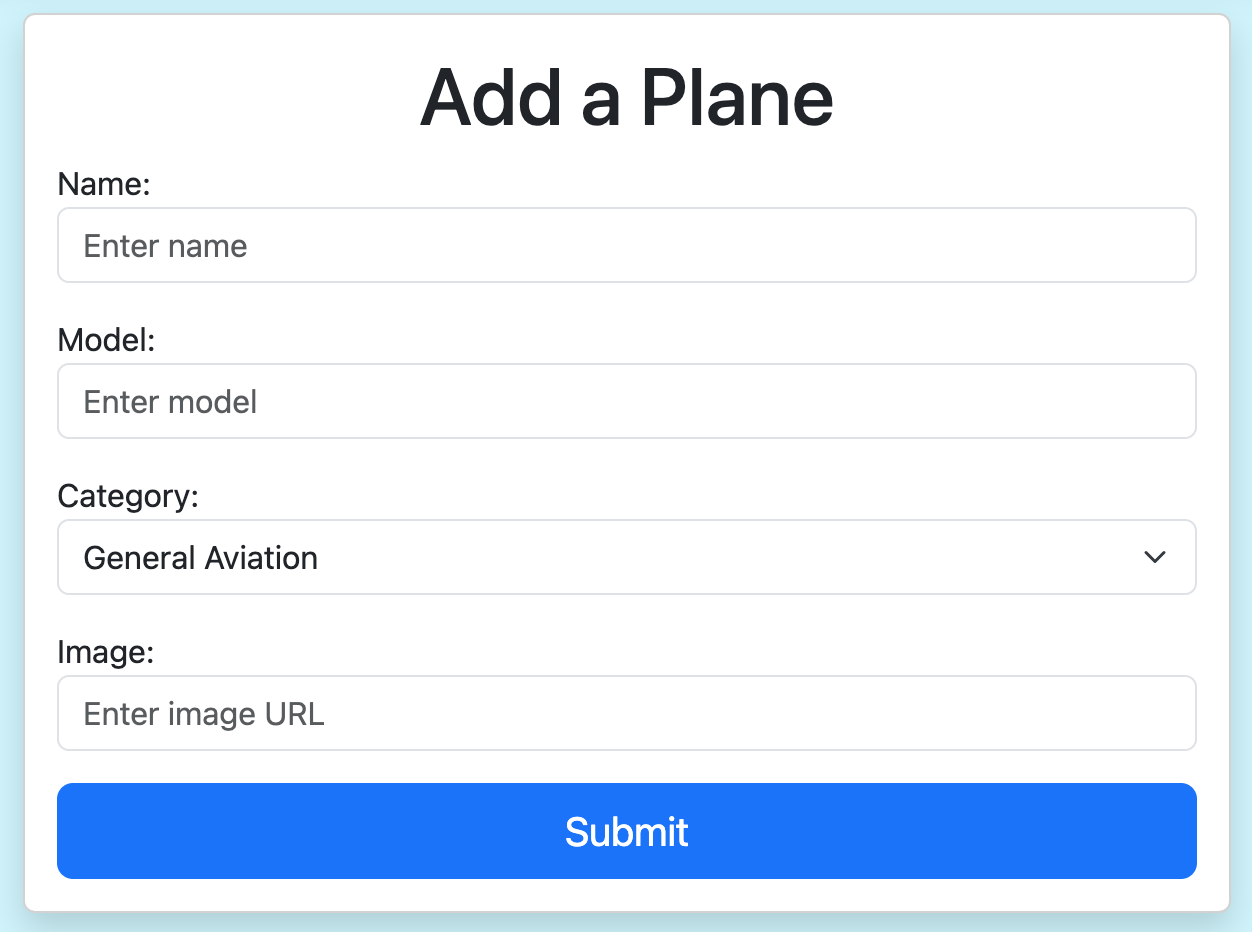 Add a Plane
Name:
Enter name
Model:
Enter model
Category:
General Aviation
Image:
Enter image URL
Submit